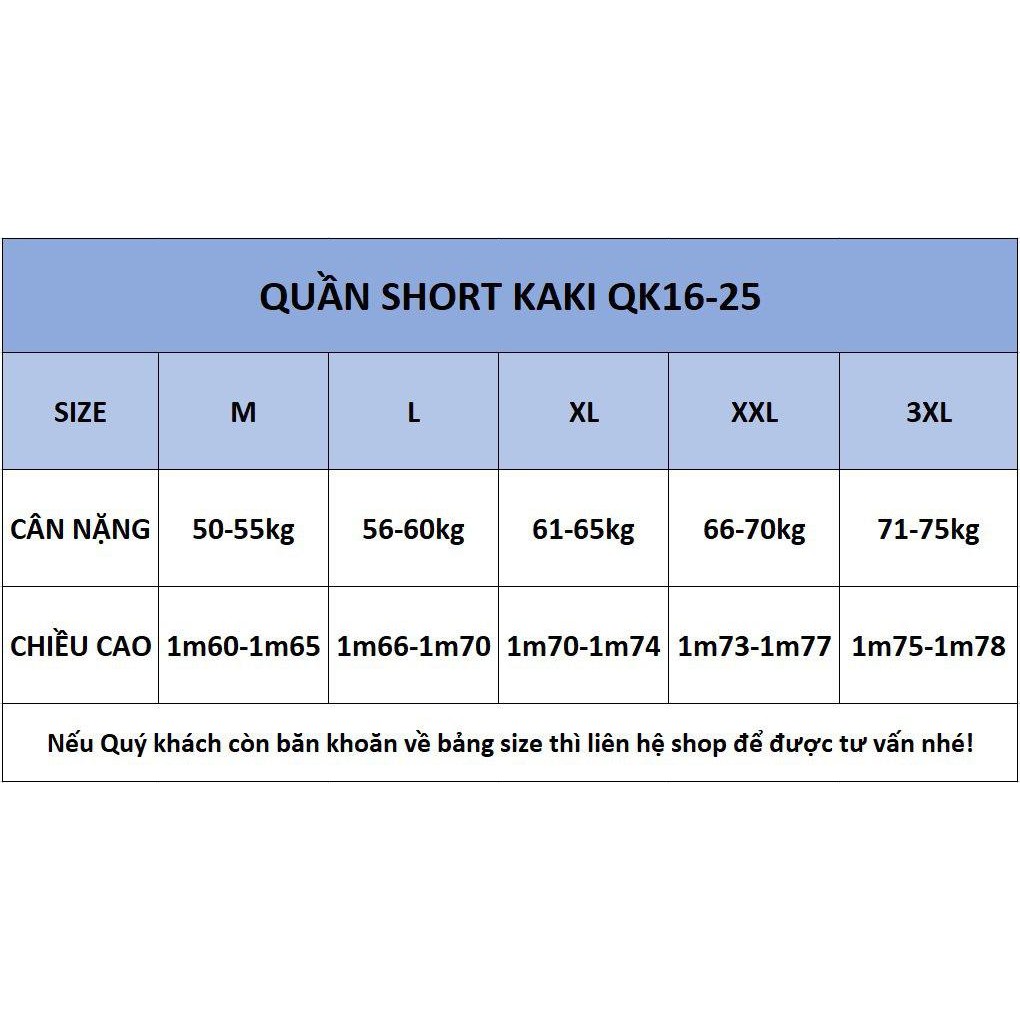 QUẦN SHORT KAKI QK16-25
SIZE M L XL XXL 3XL
CÂN NẶNG 50-55kg 56-60kg 61-65kg 66-70kg 71-75kg
CHIỀU CAO 1m60-1m65 1m66-1m70 1m70-1m74 1m73-1m77 1m75-1m78
Nếu Quý khách còn băn khoăn về bảng size thì liên hệ shop để được tư vấn nhé!